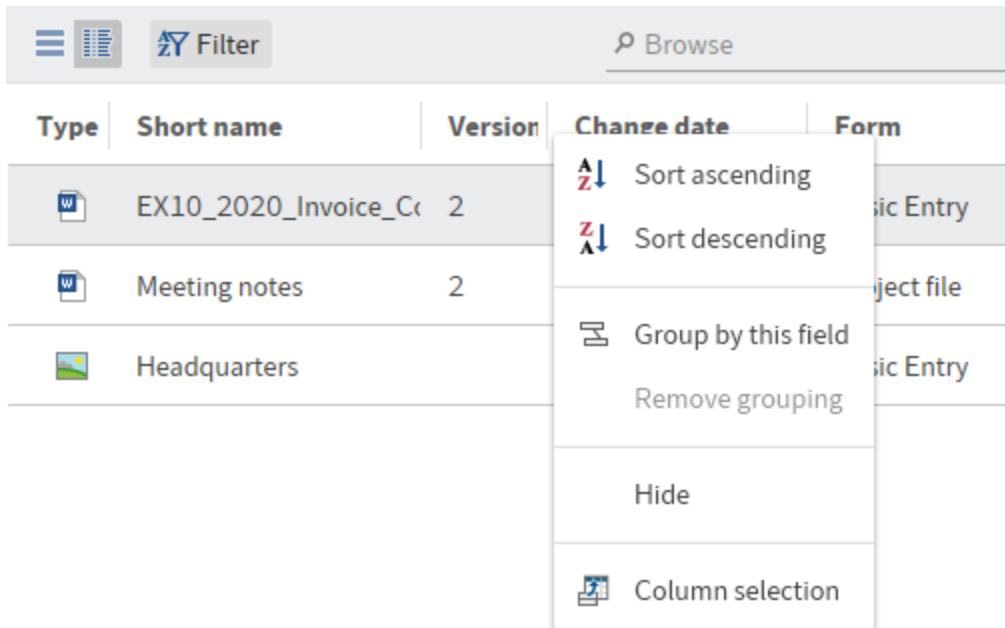 Filter
Browse
Type Short name Version Change date Form
Sort ascending
EX10_2020_Invoice_Co 2 sic Entry
Sort descending
Meeting notes 2 ject file
Group by this field
Headquarters sic Entry
Remove grouping
Hide
Column selection